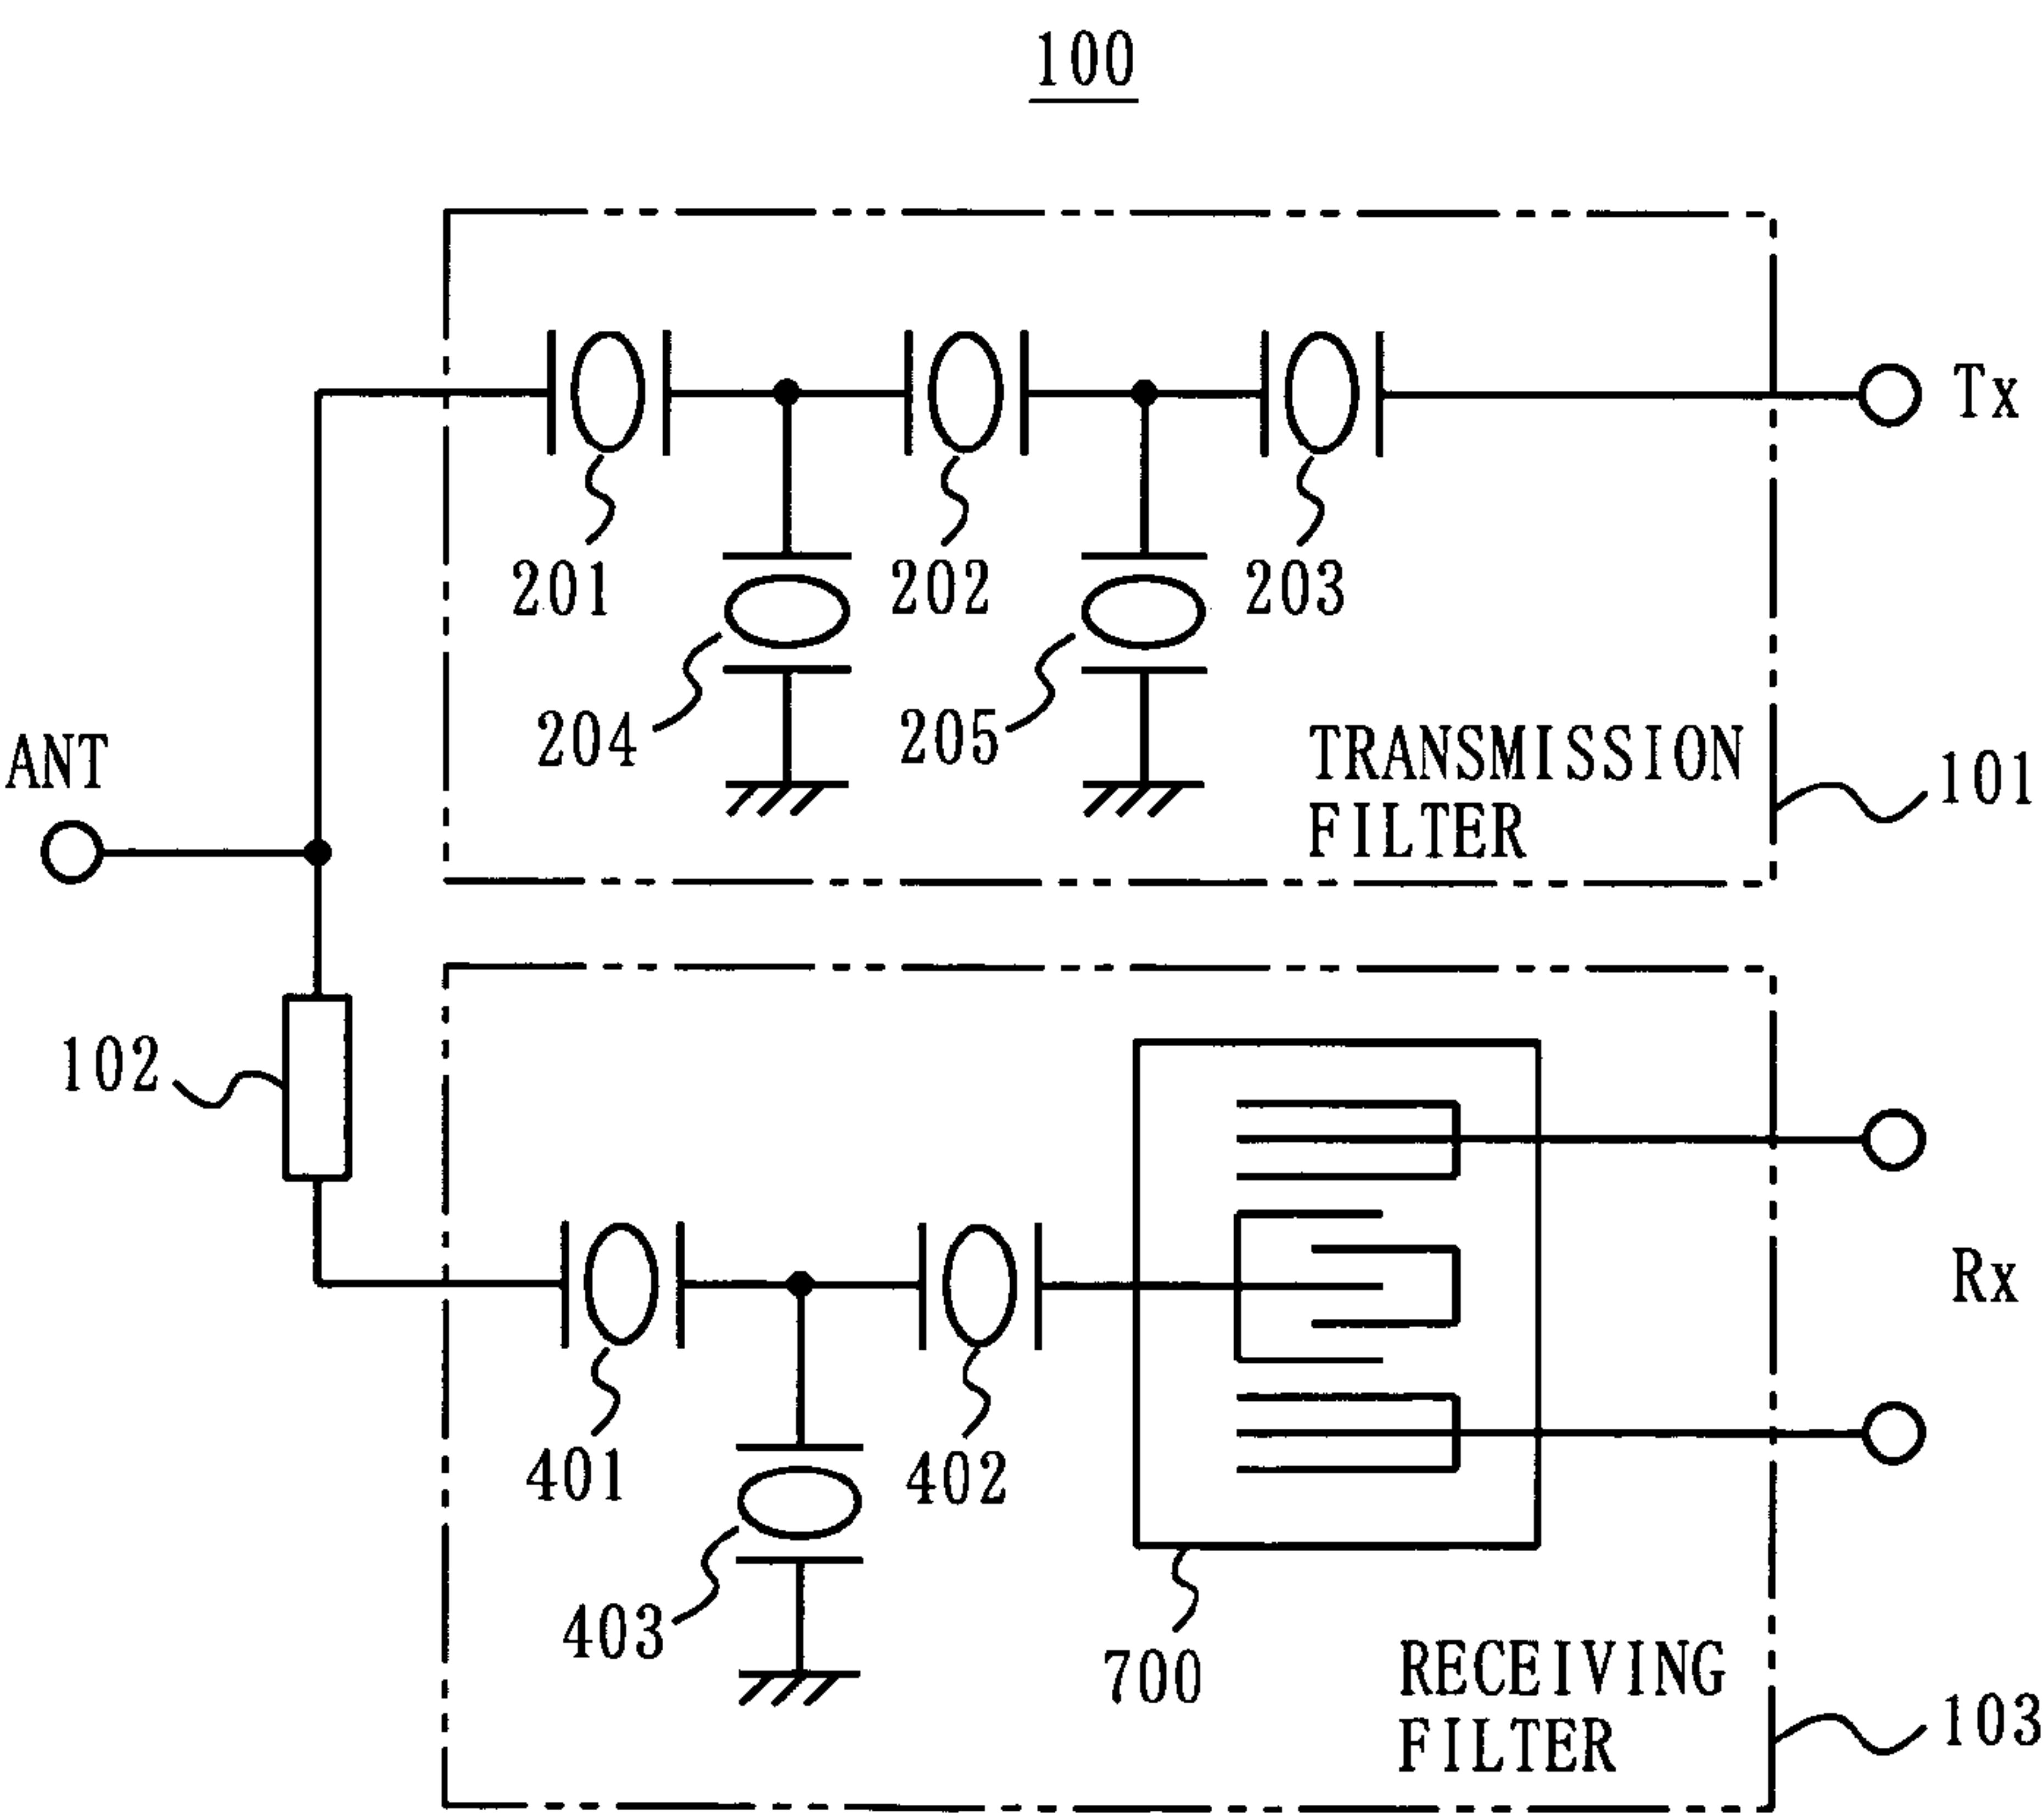 100
Tx
201
202
203
204
205
TRANSMISSION
FILTER
101
ANT
102
Rx
401
402
403
700
RECEIVING
FILTER
103